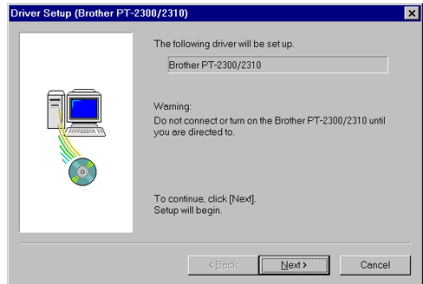 Driver Setup (Brother PT-2300/2310)
The following driver will be set up.
Brother PT-2300/2310
Warning:
Do not connect or turn on the Brother PT-2300/2310 until
you are directed to.
To continue, click [Next].
Setup will begin.
< Back
Next >
Cancel